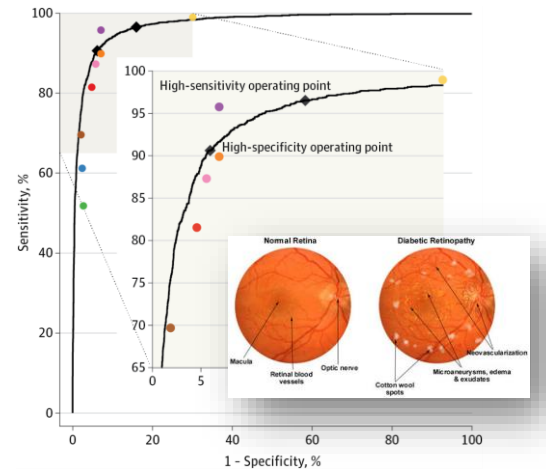 100
80
60
40
20
0
Sensitivity, %
0
20
40
60
80
100
1 - Specificity, %
100
95
90
85
80
75
70
65
0
5
High-sensitivity operating point
High-specificity operating point
Normal Retina
Diabetic Retinopathy
Macula
Retinal blood
vessels
Optic nerve
Neovascularization
Microaneurysms, edema
& exudates
Cotton wool
spots